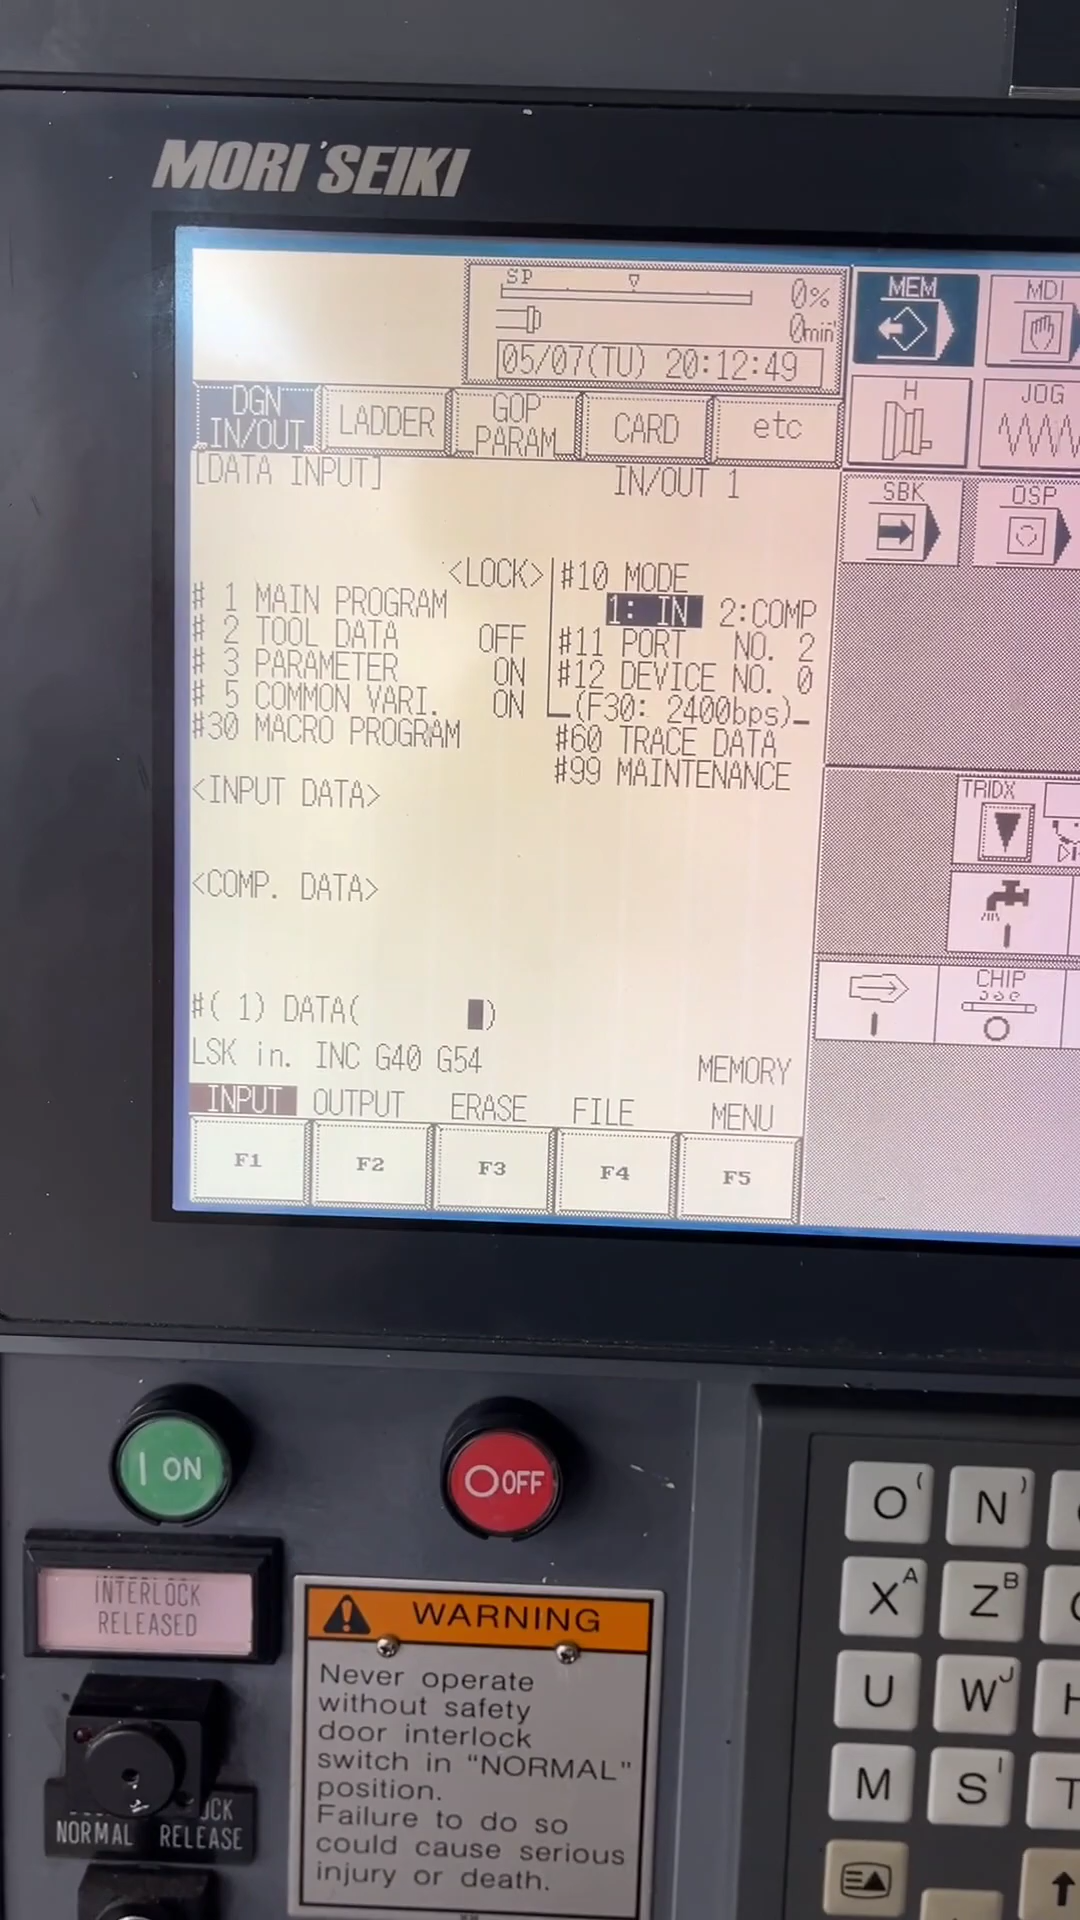 MORI SEIKI
SP
0%
0min
05/07(TU) 20:12:49
MEM
MDI
DGN IN/OUT
LADDER
GOP PARAM
CARD
etc
H
JOG
[DATA INPUT]
IN/OUT 1
SBK
OSP
<LOCK>
# 1 MAIN PROGRAM
# 2 TOOL DATA OFF
# 3 PARAMETER ON
# 5 COMMON VARI. ON
#30 MACRO PROGRAM
#10 MODE
1: IN 2:COMP
#11 PORT NO. 2
#12 DEVICE NO. 0
(F30: 2400bps)
#60 TRACE DATA
#99 MAINTENANCE
<INPUT DATA>
TRIDX
<COMP. DATA>
CHIP
#( 1) DATA( )
LSK in. INC G40 G54
MEMORY
INPUT OUTPUT ERASE FILE MENU
F1 F2 F3 F4 F5
I ON
O OFF
INTERLOCK
RELEASED
WARNING
Never operate
without safety
door interlock
switch in “NORMAL”
position.
Failure to do so
could cause serious
injury or death.
NORMAL RELEASE
O (
N )
X A
Z B
U
W J
H
M
S I
T